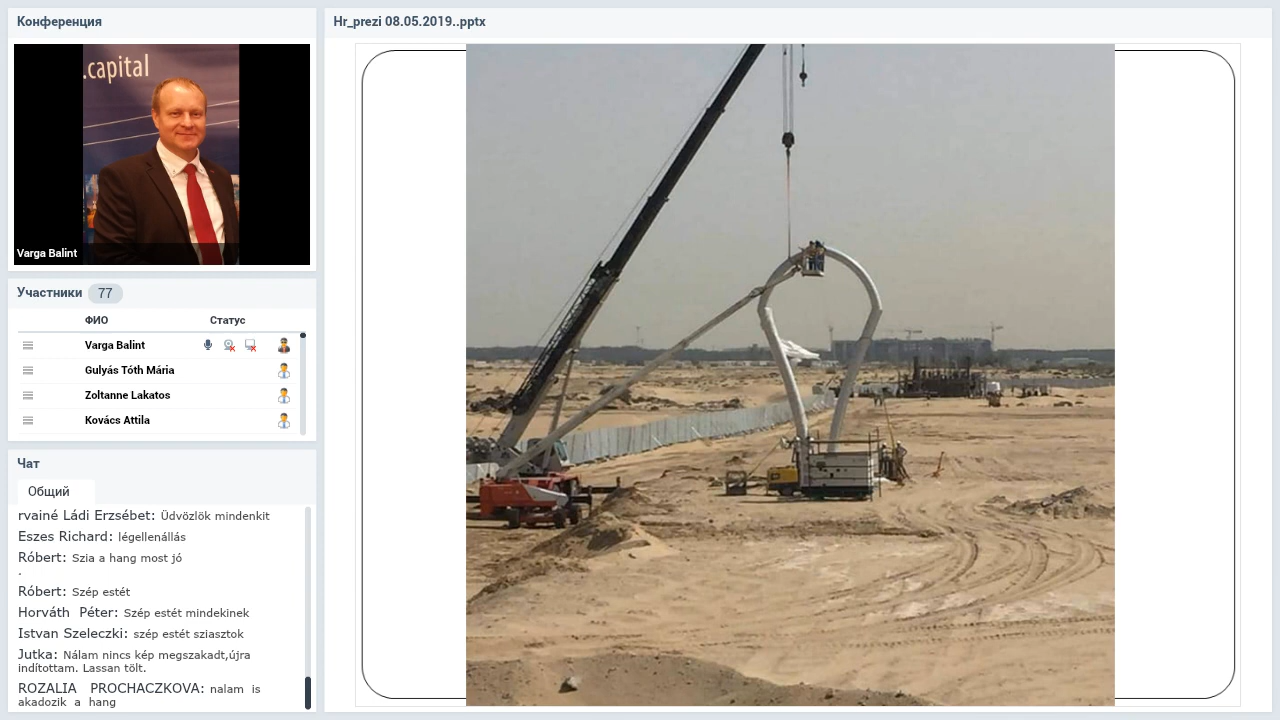 Конференция
.capital
Varga Balint
Участники 77
ФИО Статус
Varga Balint
Gulyás Tóth Mária
Zoltanne Lakatos
Kovács Attila
Чат
Общий
rvainé Ládi Erzsébet: Üdvözlök mindenkit
Eszes Richard: légellenállás
Róbert: Szia a hang most jó
.
Róbert: Szép estét
Horváth Péter: Szép estét mindekinek
Istvan Szeleczki: szép estét sziasztok
Jutka: Nálam nincs kép megszakadt,újra
indítottam. Lassan tölt.
ROZALIA PROCHACZKOVA: nalam is
akadozik a hang
Hr_prezi 08.05.2019..pptx